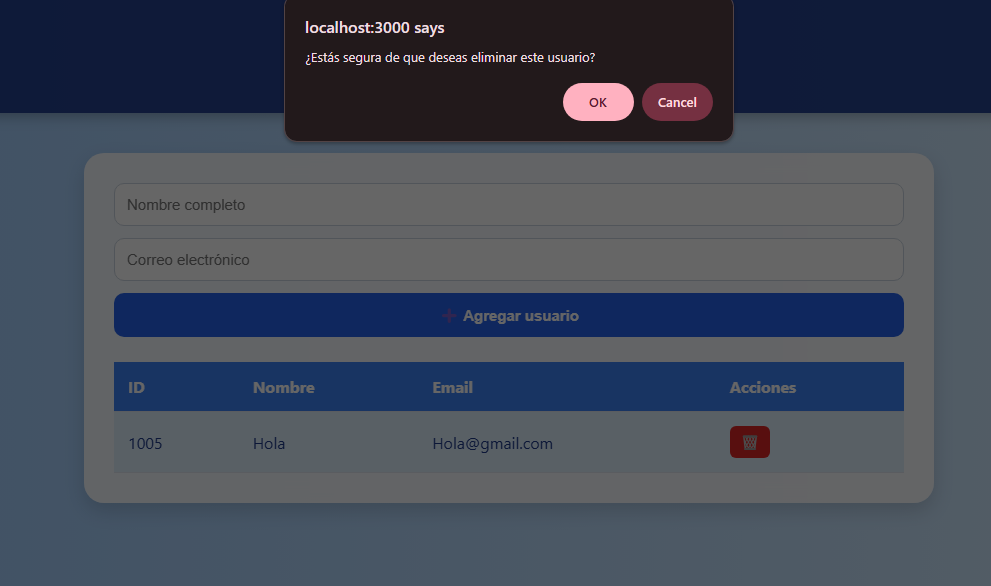 localhost:3000 says
¿Estás segura de que deseas eliminar este usuario?
OK Cancel
Nombre completo
Correo electrónico
➕ Agregar usuario
ID Nombre Email Acciones
1005 Hola Hola@gmail.com